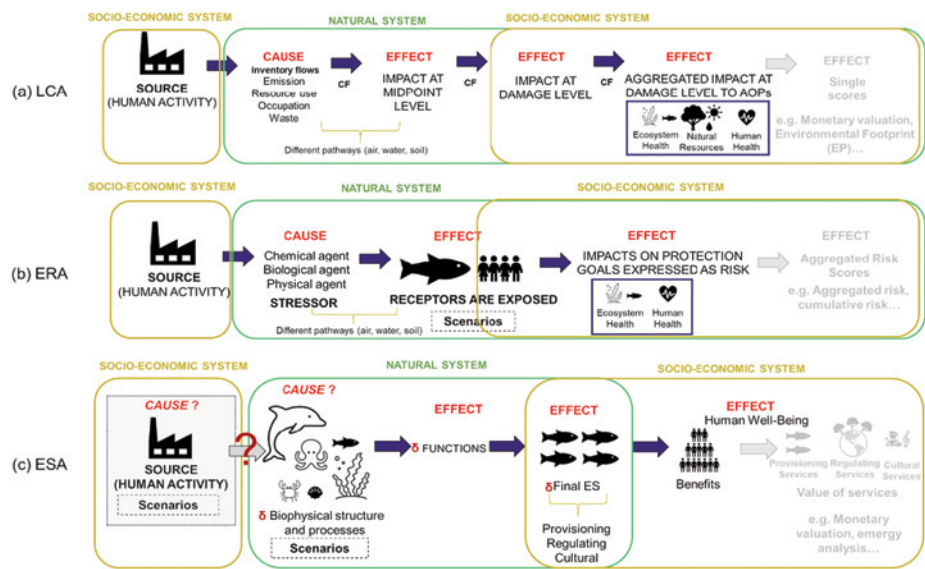 SOCIO-ECONOMIC SYSTEM
NATURAL SYSTEM
SOCIO-ECONOMIC SYSTEM
(a) LCA
SOURCE
(HUMAN ACTIVITY)
CAUSE
Inventory flows
Emission
Resource use
Occupation
Waste
CF
EFFECT
IMPACT AT
MIDPOINT
LEVEL
Different pathways (air, water, soil)
CF
EFFECT
IMPACT AT
DAMAGE LEVEL
CF
EFFECT
AGGREGATED IMPACT AT
DAMAGE LEVEL TO AOPs
Ecosystem
Health
Natural
Resources
Human
Health
EFFECT
Single
scores
e.g. Monetary valuation,
Environmental Footprint
(EP)...
SOCIO-ECONOMIC SYSTEM
NATURAL SYSTEM
SOCIO-ECONOMIC SYSTEM
(b) ERA
SOURCE
(HUMAN ACTIVITY)
CAUSE
Chemical agent
Biological agent
Physical agent
STRESSOR
Different pathways (air, water, soil)
EFFECT
RECEPTORS ARE EXPOSED
Scenarios
EFFECT
IMPACTS ON PROTECTION
GOALS EXPRESSED AS RISK
Ecosystem
Health
Human
Health
EFFECT
Aggregated Risk
Scores
e.g. Aggregated risk,
cumulative risk...
SOCIO-ECONOMIC SYSTEM
NATURAL SYSTEM
SOCIO-ECONOMIC SYSTEM
(c) ESA
CAUSE ?
SOURCE
(HUMAN ACTIVITY)
Scenarios
?
CAUSE ?
δ Biophysical structure
and processes
Scenarios
EFFECT
δ FUNCTIONS
EFFECT
δFinal ES
Provisioning
Regulating
Cultural
EFFECT
Human Well-Being
Benefits
Provisioning
Services
Regulating
Services
Cultural
Services
Value of services
e.g. Monetary
valuation, emergy
analysis...